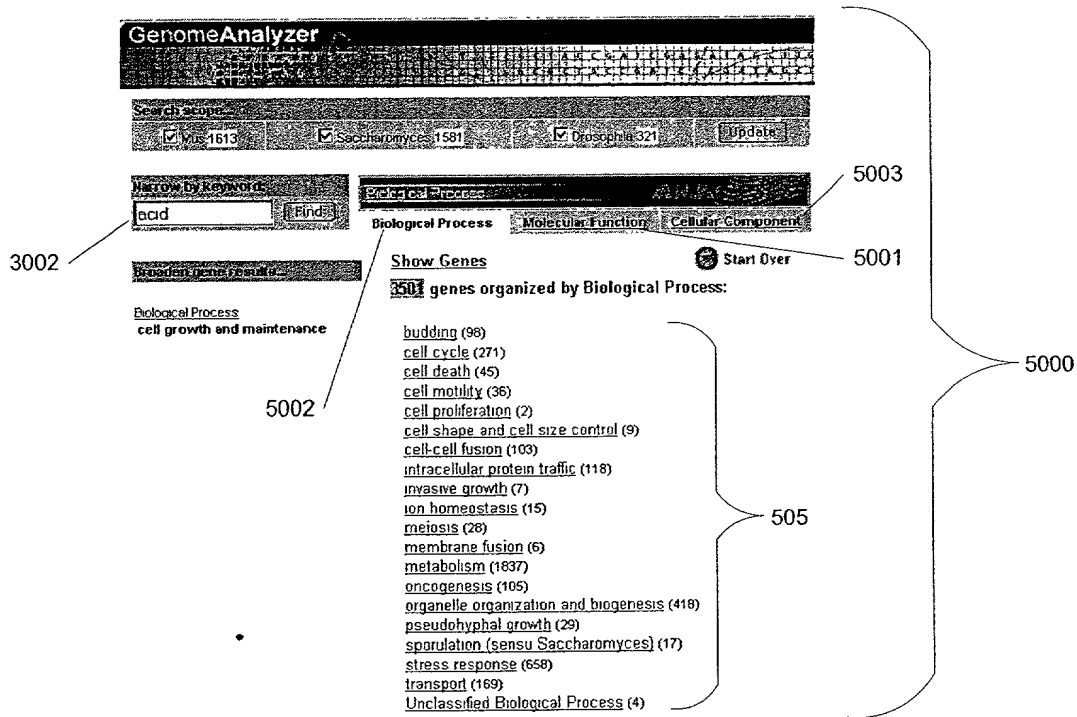 GenomeAnalyzer
Search scope...
Mus 1613 Saccharomyces 1581 Drosophila 321 Update
Narrow by Keyword:
acid Find
Biological Process
Biological Process Molecular Function Cellular Component
5003
3002
Broaden gene results...
Show Genes Start Over
5001
3501 genes organized by Biological Process:
Biological Process
cell growth and maintenance
budding (98)
cell cycle (271)
cell death (45)
cell motility (36)
5000
5002
cell proliferation (2)
cell shape and cell size control (9)
cell-cell fusion (103)
intracellular protein traffic (118)
invasive growth (7)
ion homeostasis (15)
505
meiosis (28)
membrane fusion (6)
metabolism (1837)
oncogenesis (105)
organelle organization and biogenesis (418)
pseudohyphal growth (29)
sporulation (sensu Saccharomyces) (17)
stress response (658)
transport (169)
Unclassified Biological Process (4)